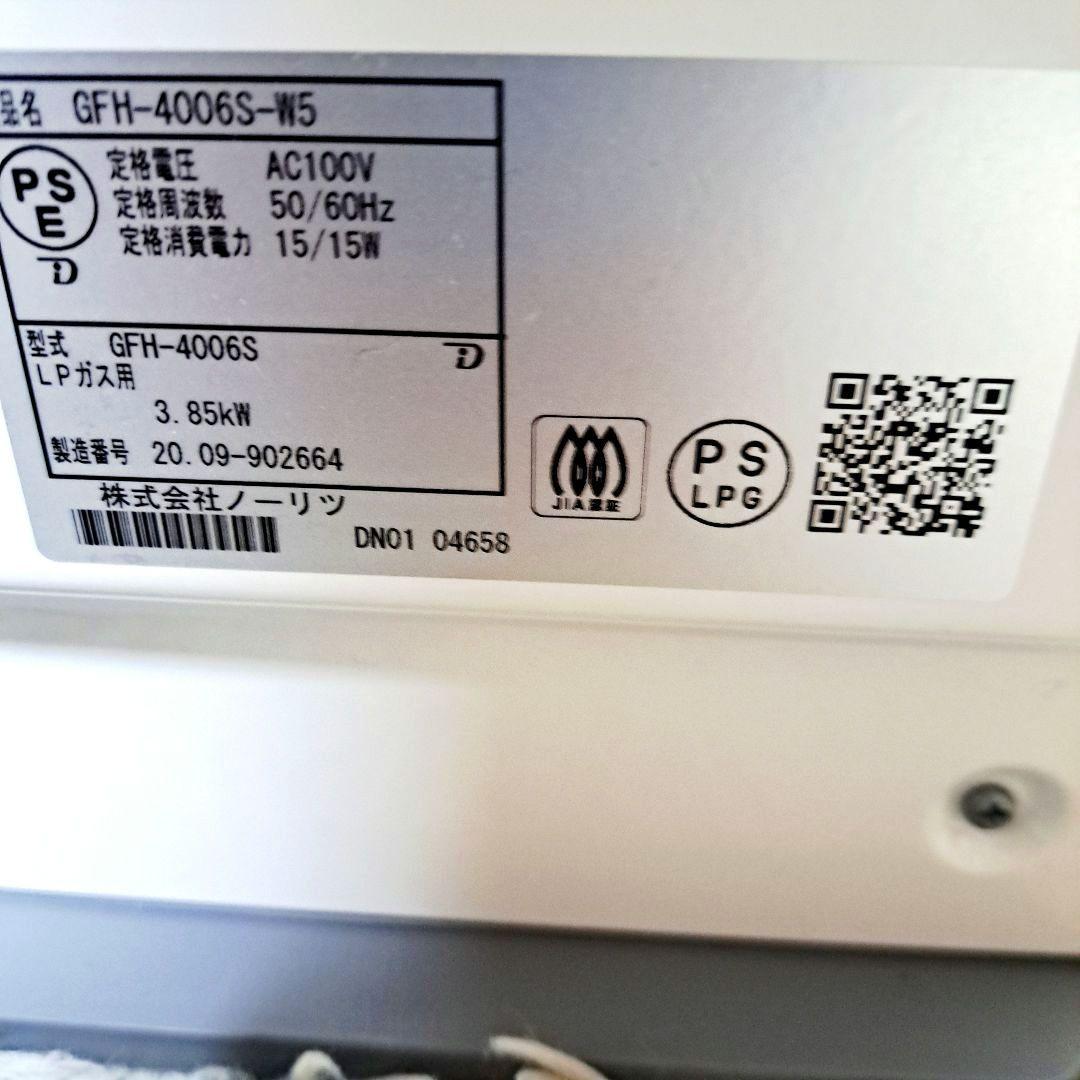 品名 GFH-4006S-W5
PS
E
定格電圧 AC100V
定格周波数 50/60Hz
定格消費電力 15/15W
型式 GFH-4006S
LPガス用
3.85kW
製造番号 20.09-902664
株式会社ノーリツ
DN01 04658
JIA認証
PS
LPG